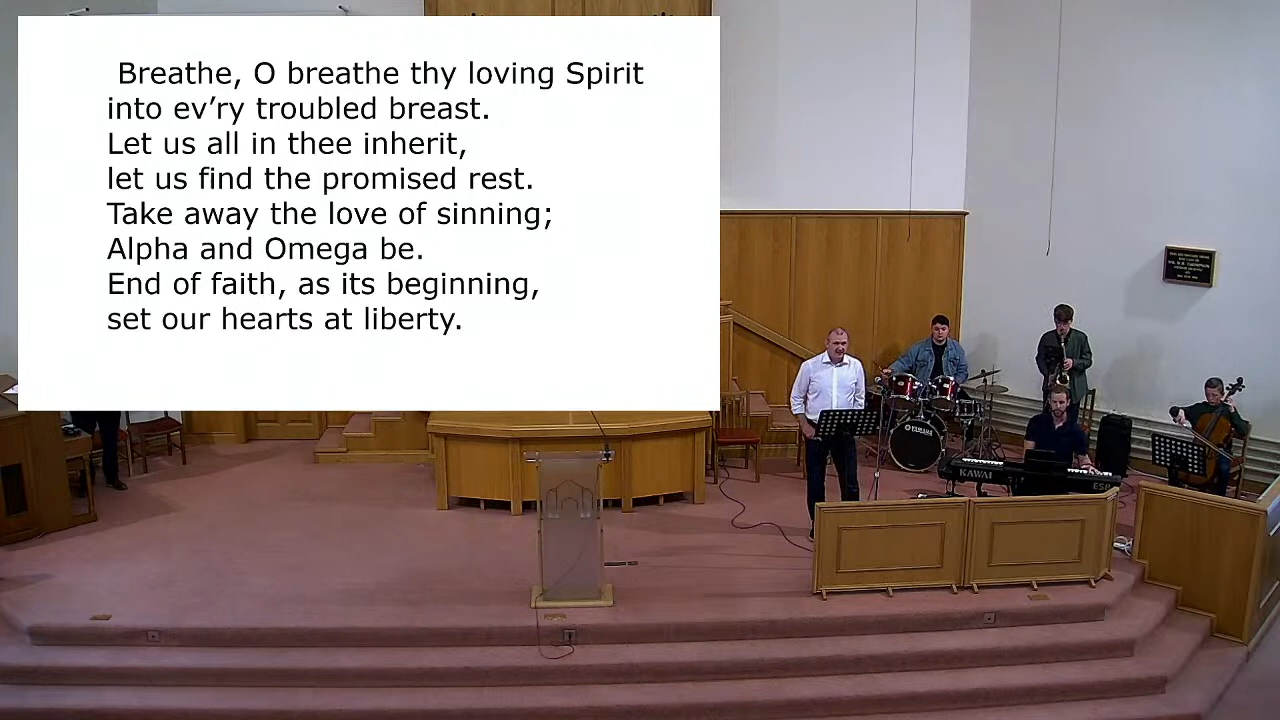 Breathe, O breathe thy loving Spirit
into ev’ry troubled breast.
Let us all in thee inherit,
let us find the promised rest.
Take away the love of sinning;
Alpha and Omega be.
End of faith, as its beginning,
set our hearts at liberty.
YAMAHA
KAWAI